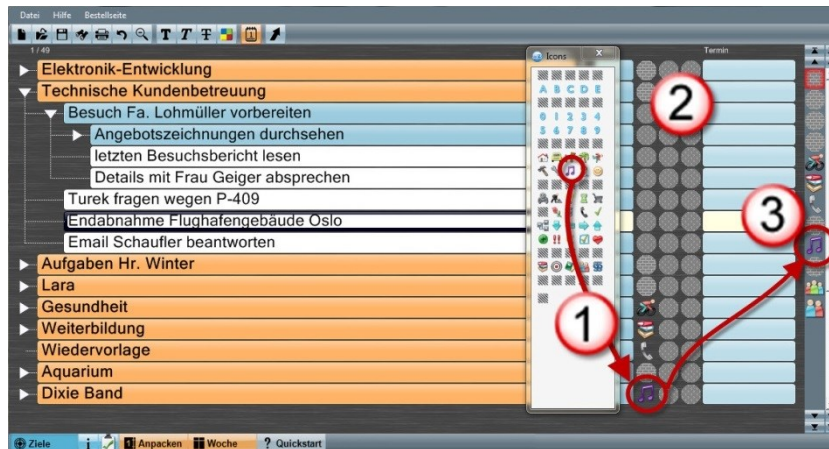 Datei Hilfe Bestellseite
T T T 1
1 / 49 Icons X Termin
Elektronik-Entwicklung
Technische Kundenbetreuung
Besuch Fa. Lohmüller vorbereiten
Angebotszeichnungen durchsehen
letzten Besuchsbericht lesen
Details mit Frau Geiger absprechen
Turek fragen wegen P-409
Endabnahme Flughafengebäude Oslo
Email Schaufler beantworten
Aufgaben Hr. Winter
Lara
Gesundheit
Weiterbildung
Wiedervorlage
Aquarium
Dixie Band
A B C D E
0 1 2 3 4
5 6 7 8 9
!!
1
2
3
Ziele i Anpacken Woche ? Quickstart